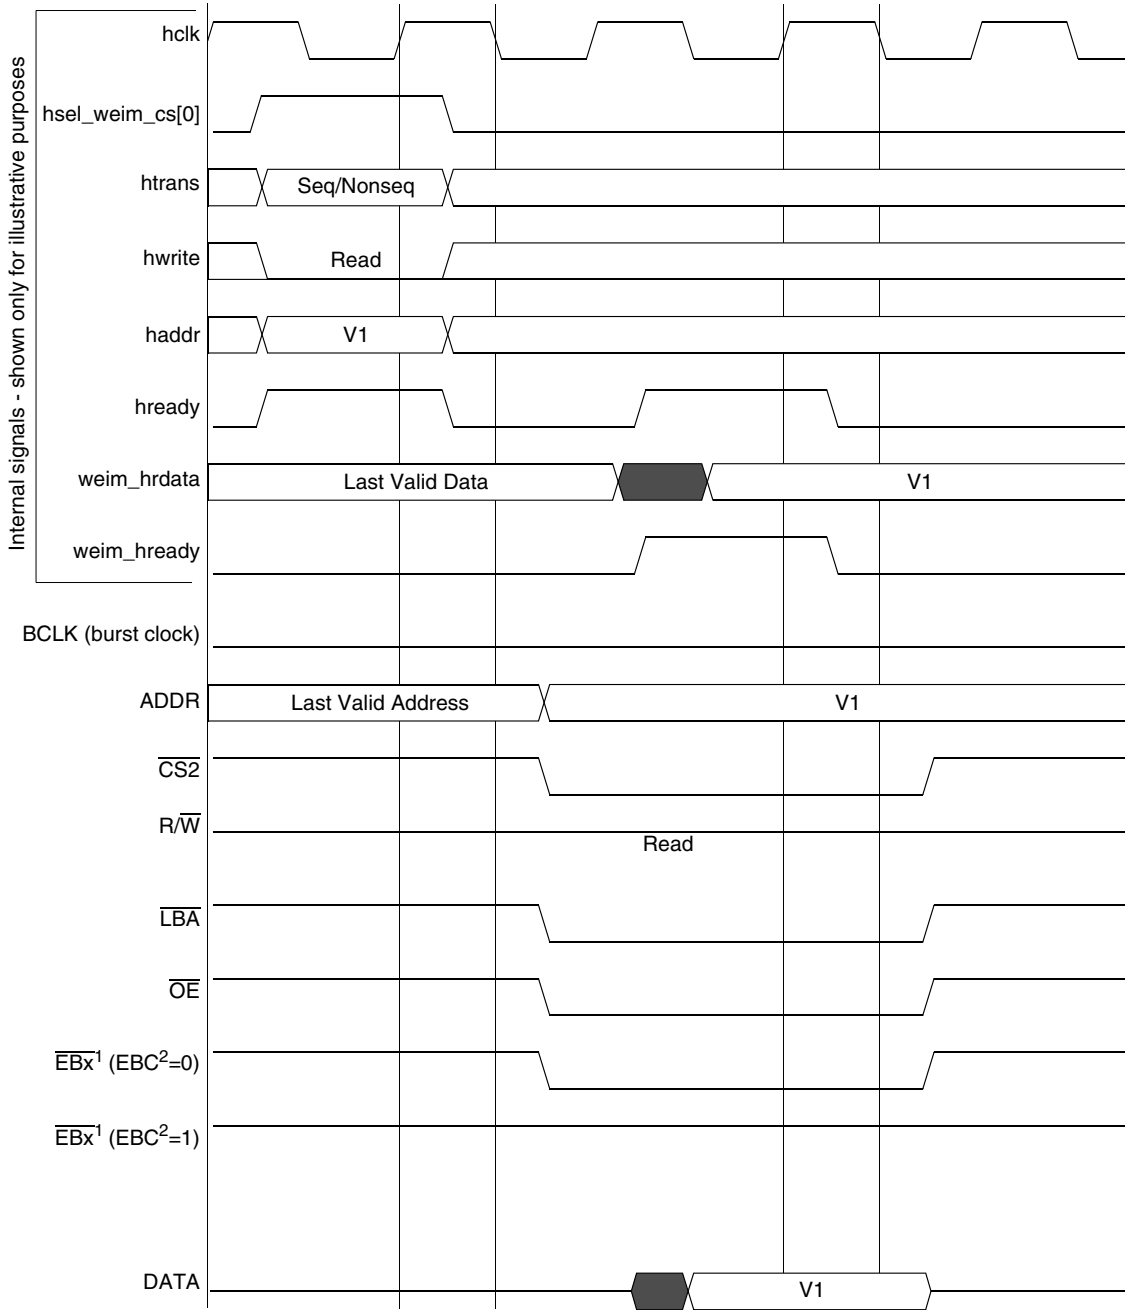 Internal signals - shown only for illustrative purposes
hclk
hsel_weim_cs[0]
htrans Seq/Nonseq
hwrite Read
haddr V1
hready
weim_hrdata Last Valid Data V1
weim_hready
BCLK (burst clock)
ADDR Last Valid Address V1
CS2
R/W
Read
LBA
OE
EBx1 (EBC2=0)
EBx1 (EBC2=1)
DATA V1